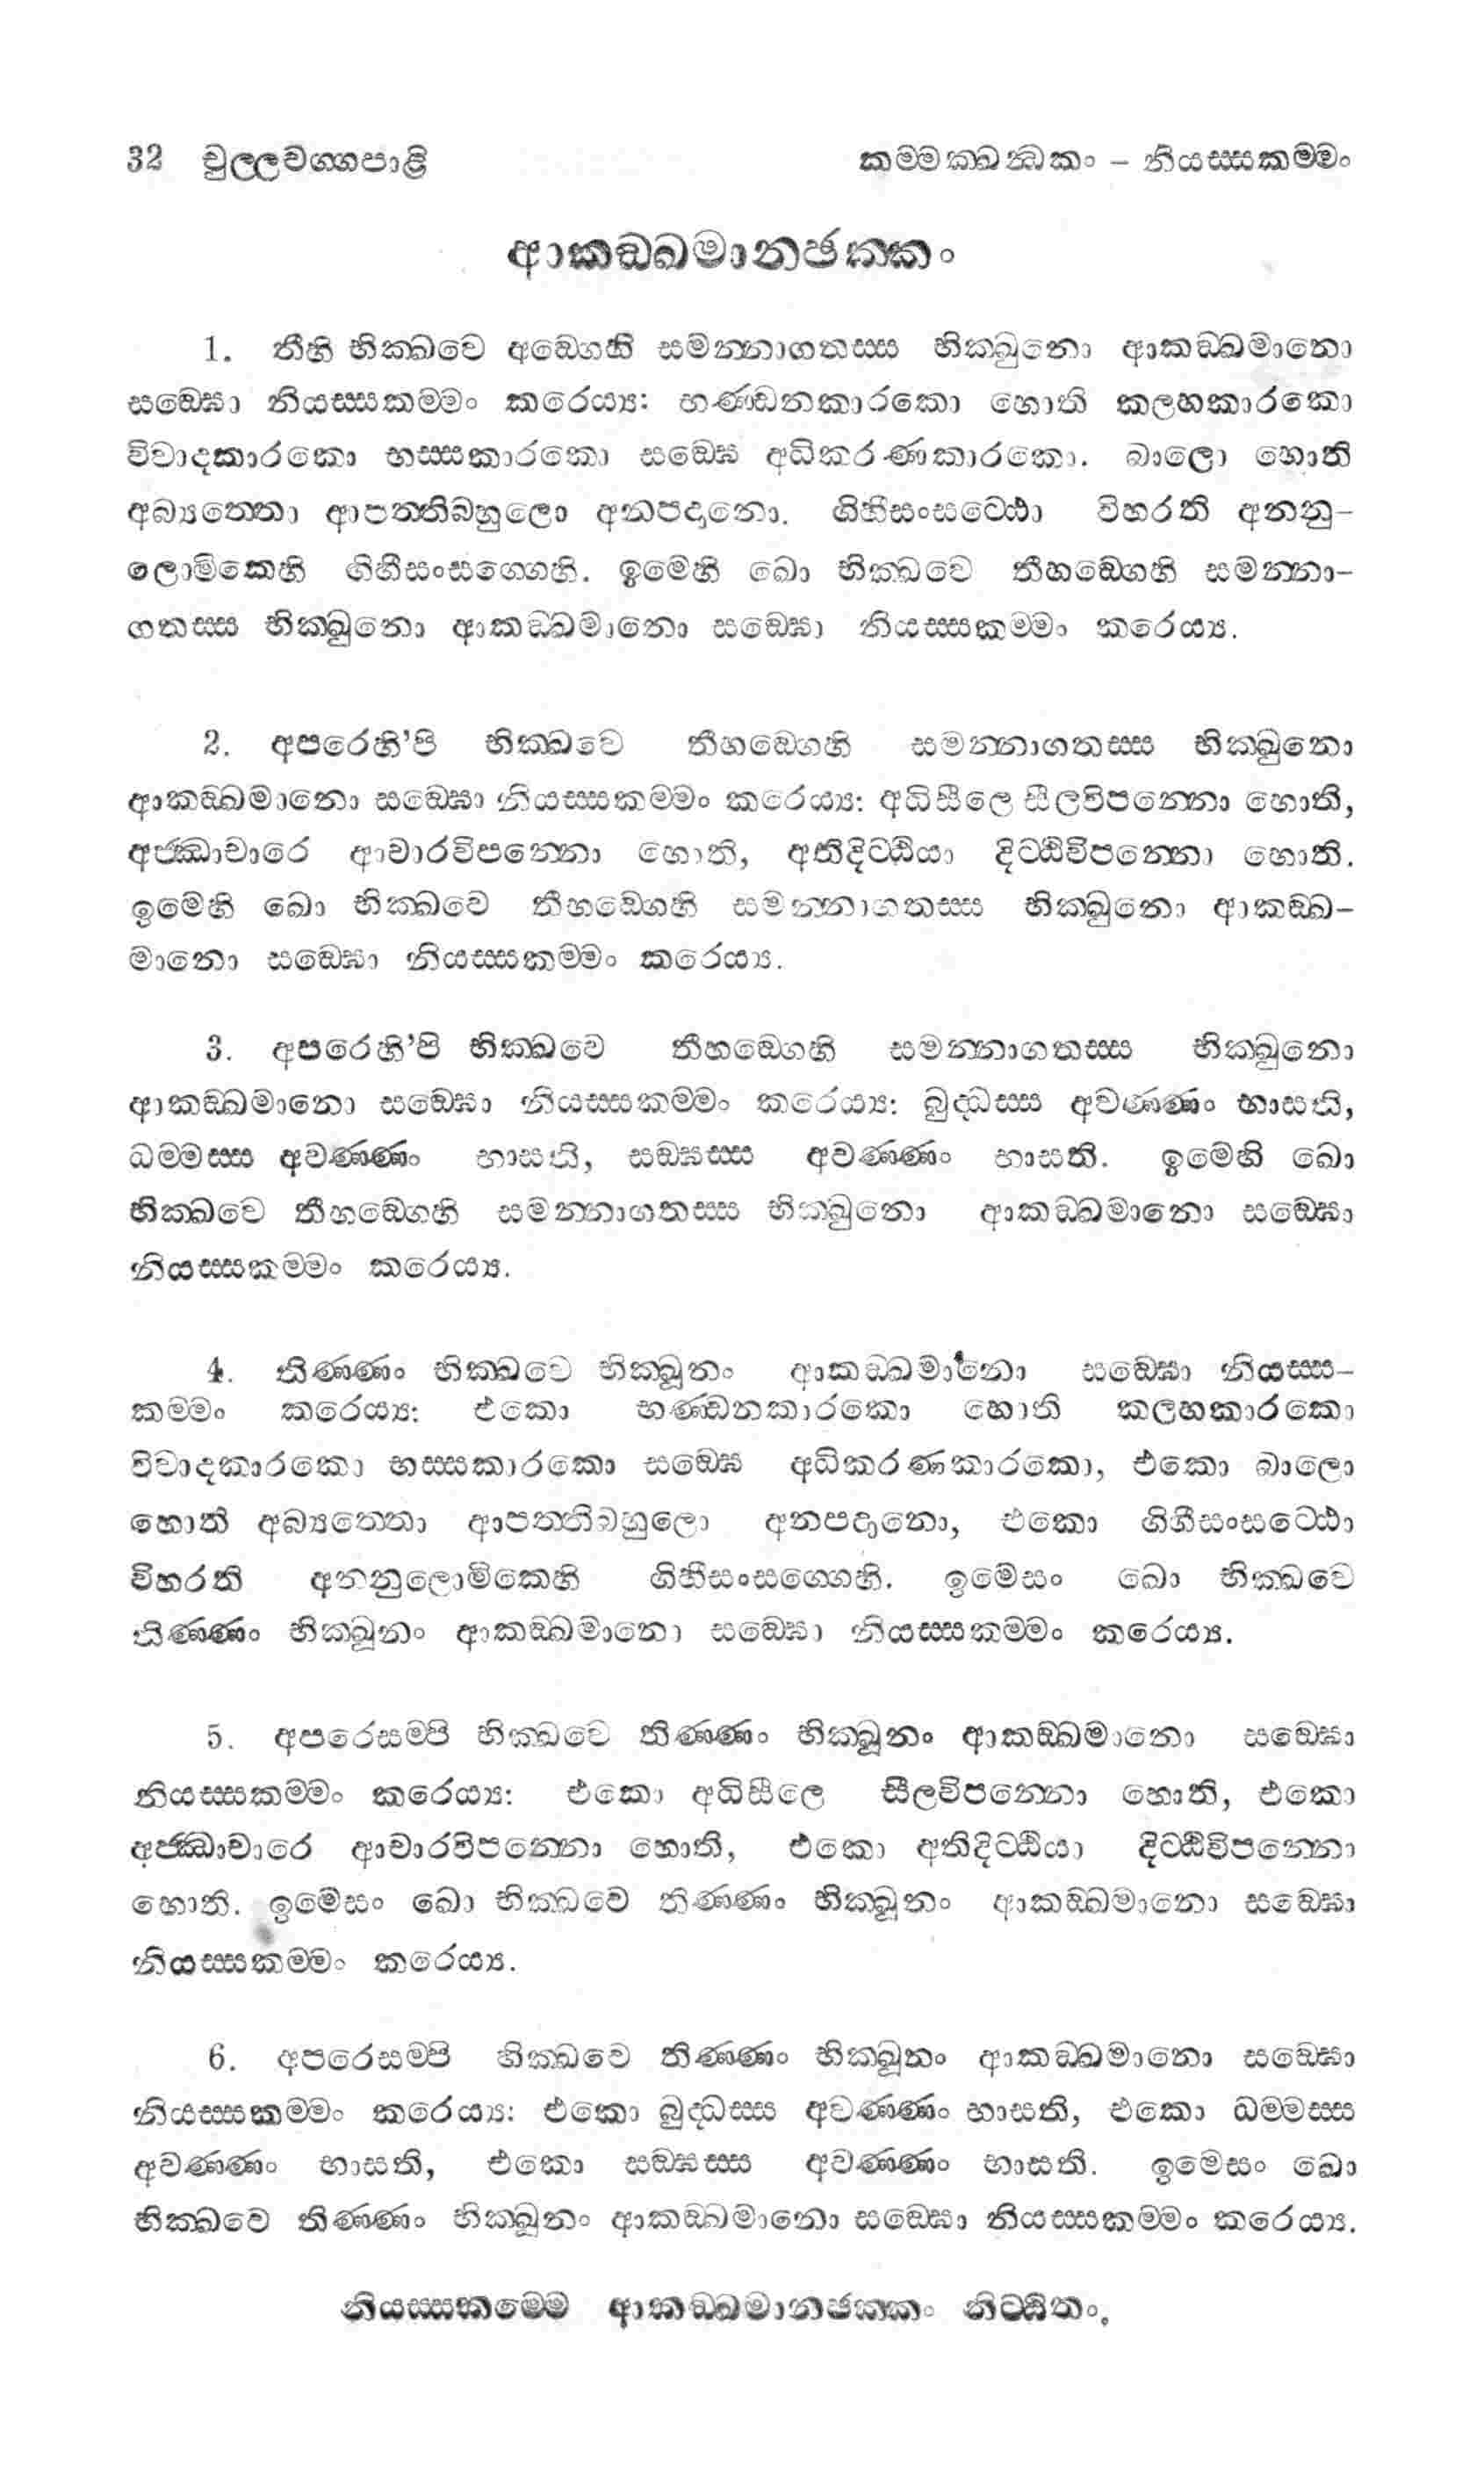 32 චුල්ලවග්ගපාළි
කම්මක්ඛන්ධකං – නියස්සකම්මං
ආකඞ්ඛමානඡක්කං
1. තීහි භික්ඛවෙ අඞ්ගෙහි සමන්නාගතස්ස භික්ඛුනො ආකඞ්ඛමානො
සඞ්ඝො නියස්සකම්මං කරෙය්‍ය: භණ්ඩනකාරකො හොති කලහකාරකො
විවාදකාරකො භස්සකාරකො සඞ්ඝෙ අධිකරණකාරකො. බාලො හොති
අබ්‍යත්තො ආපත්තිබහුලො අනපදානො. ගිහීසංසට්ඨො විහරති අනනු-
ලොමිකෙහි ගිහීසංසග්ගෙහි. ඉමෙහි ඛො භික්ඛවෙ තීහඞ්ගෙහි සමන්නා-
ගතස්ස භික්ඛුනො ආකඞ්ඛමානො සඞ්ඝො නියස්සකම්මං කරෙය්‍ය.
2. අපරෙහි'පි භික්ඛවෙ තීහඞ්ගෙහි සමන්නාගතස්ස භික්ඛුනො
ආකඞ්ඛමානො සඞ්ඝො නියස්සකම්මං කරෙය්‍ය: අධිසීලෙ සීලවිපන්නො හොති,
අජ්ඣාචාරෙ ආචාරවිපන්නො හොති, අතිදිට්ඨියා දිට්ඨිවිපන්නො හොති.
ඉමෙහි ඛො භික්ඛවෙ තීහඞ්ගෙහි සමන්නාගතස්ස භික්ඛුනො ආකඞ්ඛ-
මානො සඞ්ඝො නියස්සකම්මං කරෙය්‍ය.
3. අපරෙහි'පි භික්ඛවෙ තීහඞ්ගෙහි සමන්නාගතස්ස භික්ඛුනො
ආකඞ්ඛමානො සඞ්ඝො නියස්සකම්මං කරෙය්‍ය: බුද්ධස්ස අවණ්ණං භාසති,
ධම්මස්ස අවණ්ණං භාසති, සඞ්ඝස්ස අවණ්ණං භාසති. ඉමෙහි ඛො
භික්ඛවෙ තීහඞ්ගෙහි සමන්නාගතස්ස භික්ඛුනො ආකඞ්ඛමානො සඞ්ඝො
නියස්සකම්මං කරෙය්‍ය.
4. තිණ්ණං භික්ඛවෙ භික්ඛූනං ආකඞ්ඛමානො සඞ්ඝො නියස්ස-
කම්මං කරෙය්‍ය: එකො භණ්ඩනකාරකො හොති කලහකාරකො
විවාදකාරකො භස්සකාරකො සඞ්ඝෙ අධිකරණකාරකො, එකො බාලො
හොති අබ්‍යත්තො ආපත්තිබහුලො අනපදානො, එකො ගිහීසංසට්ඨො
විහරති අනනුලොමිකෙහි ගිහීසංසග්ගෙහි. ඉමෙසං ඛො භික්ඛවෙ
තිණ්ණං භික්ඛූනං ආකඞ්ඛමානො සඞ්ඝො නියස්සකම්මං කරෙය්‍ය.
5. අපරෙසම්පි භික්ඛවෙ තිණ්ණං භික්ඛූනං ආකඞ්ඛමානො සඞ්ඝො
නියස්සකම්මං කරෙය්‍ය: එකො අධිසීලෙ සීලවිපන්නො හොති, එකො
අජ්ඣාචාරෙ ආචාරවිපන්නො හොති, එකො අතිදිට්ඨියා දිට්ඨිවිපන්නො
හොති. ඉමෙසං ඛො භික්ඛවෙ තිණ්ණං භික්ඛූනං ආකඞ්ඛමානො සඞ්ඝො
නියස්සකම්මං කරෙය්‍ය.
6. අපරෙසම්පි භික්ඛවෙ තිණ්ණං භික්ඛූනං ආකඞ්ඛමානො සඞ්ඝො
නියස්සකම්මං කරෙය්‍ය: එකො බුද්ධස්ස අවණ්ණං භාසති, එකො ධම්මස්ස
අවණ්ණං භාසති, එකො සඞ්ඝස්ස අවණ්ණං භාසති. ඉමෙසං ඛො
භික්ඛවෙ තිණ්ණං භික්ඛූනං ආකඞ්ඛමානො සඞ්ඝො නියස්සකම්මං කරෙය්‍ය.
නියස්සකම්මෙ ආකඞ්ඛමානඡක්කං නිට්ඨිතං.